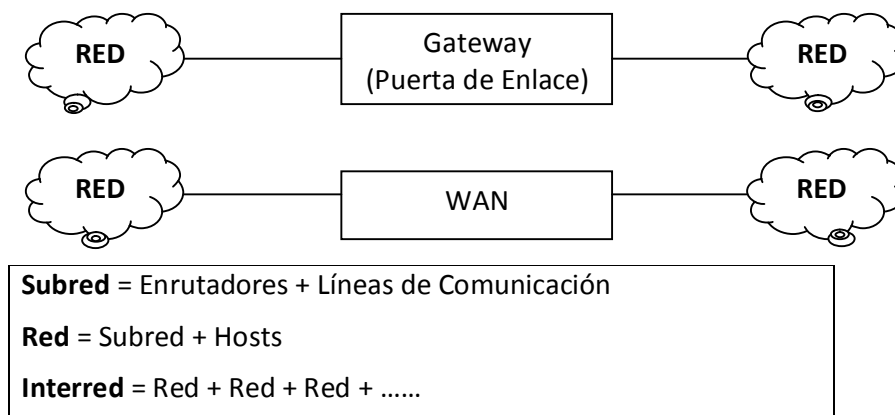 RED
Gateway
(Puerta de Enlace)
RED
RED
WAN
RED
Subred = Enrutadores + Líneas de Comunicación
Red = Subred + Hosts
Interred = Red + Red + Red + ......